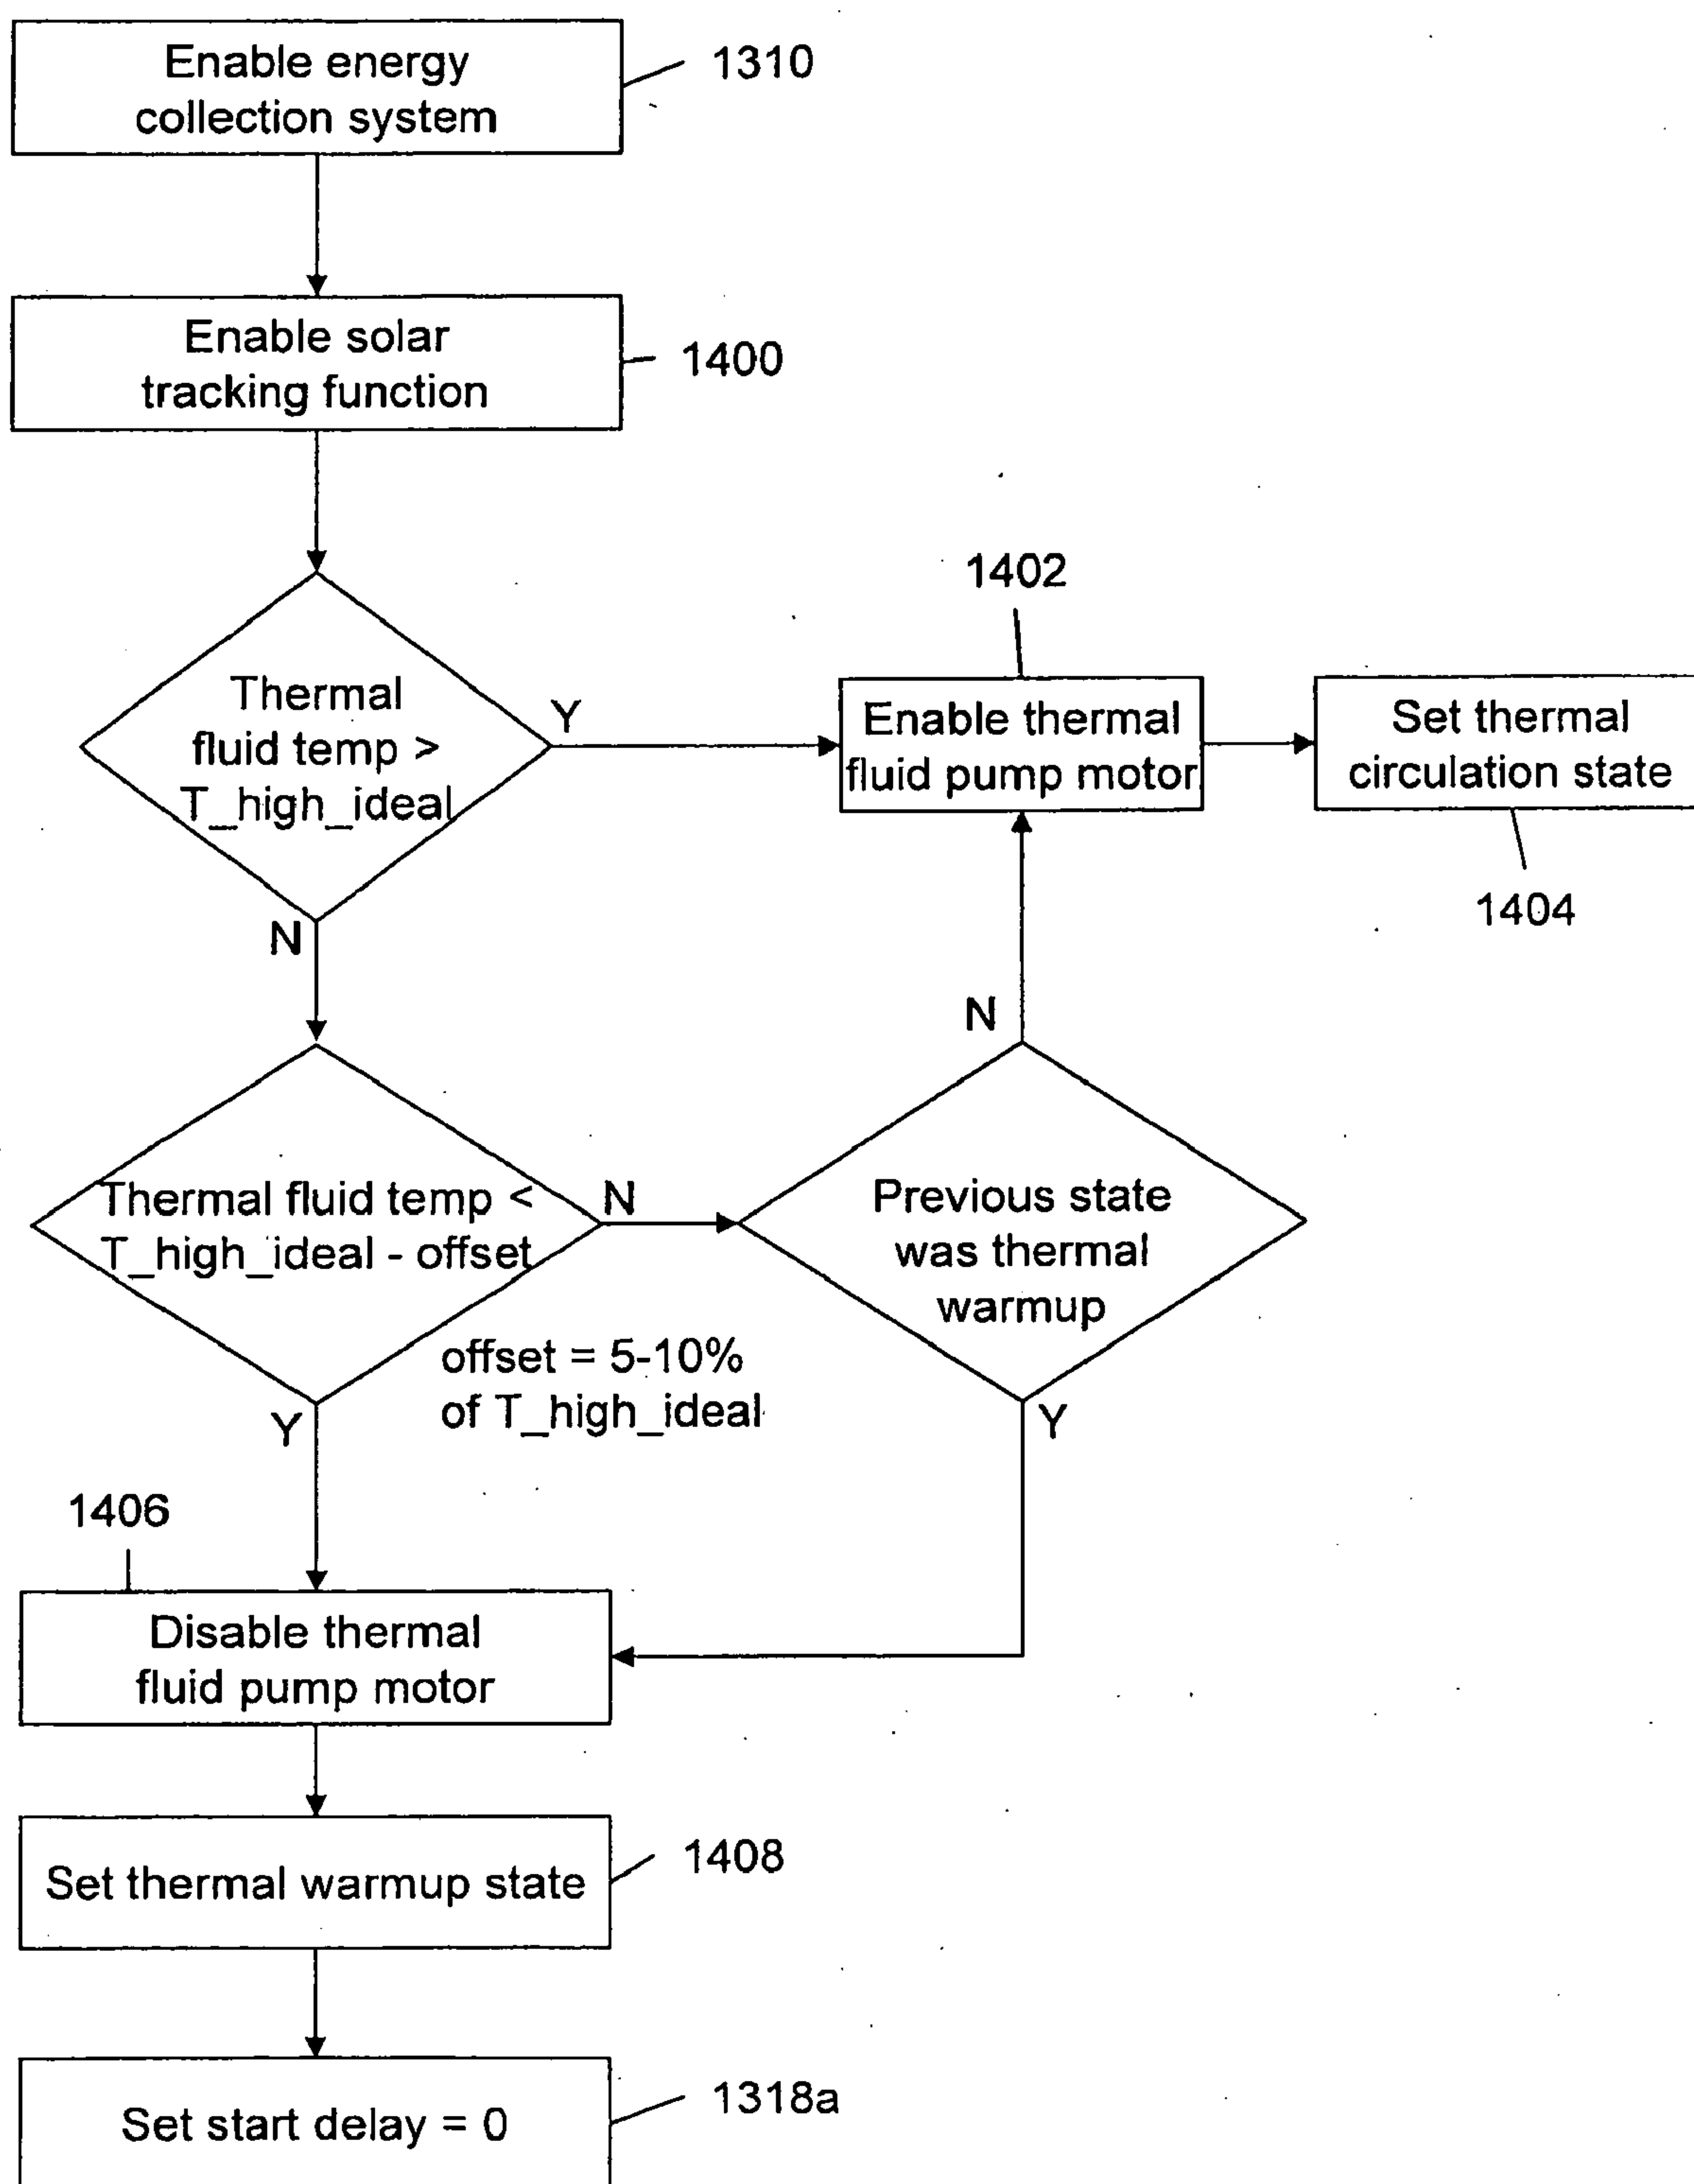 Enable energy
collection system
1310
Enable solar
tracking function
1400
Thermal
fluid temp >
T_high_ideal
Y
N
1402
Enable thermal
fluid pump motor
Set thermal
circulation state
1404
Thermal fluid temp <
T_high_ideal - offset
N
Y
offset = 5-10%
of T_high_ideal
Previous state
was thermal
warmup
N
Y
1406
Disable thermal
fluid pump motor
Set thermal warmup state
1408
Set start delay = 0
1318a